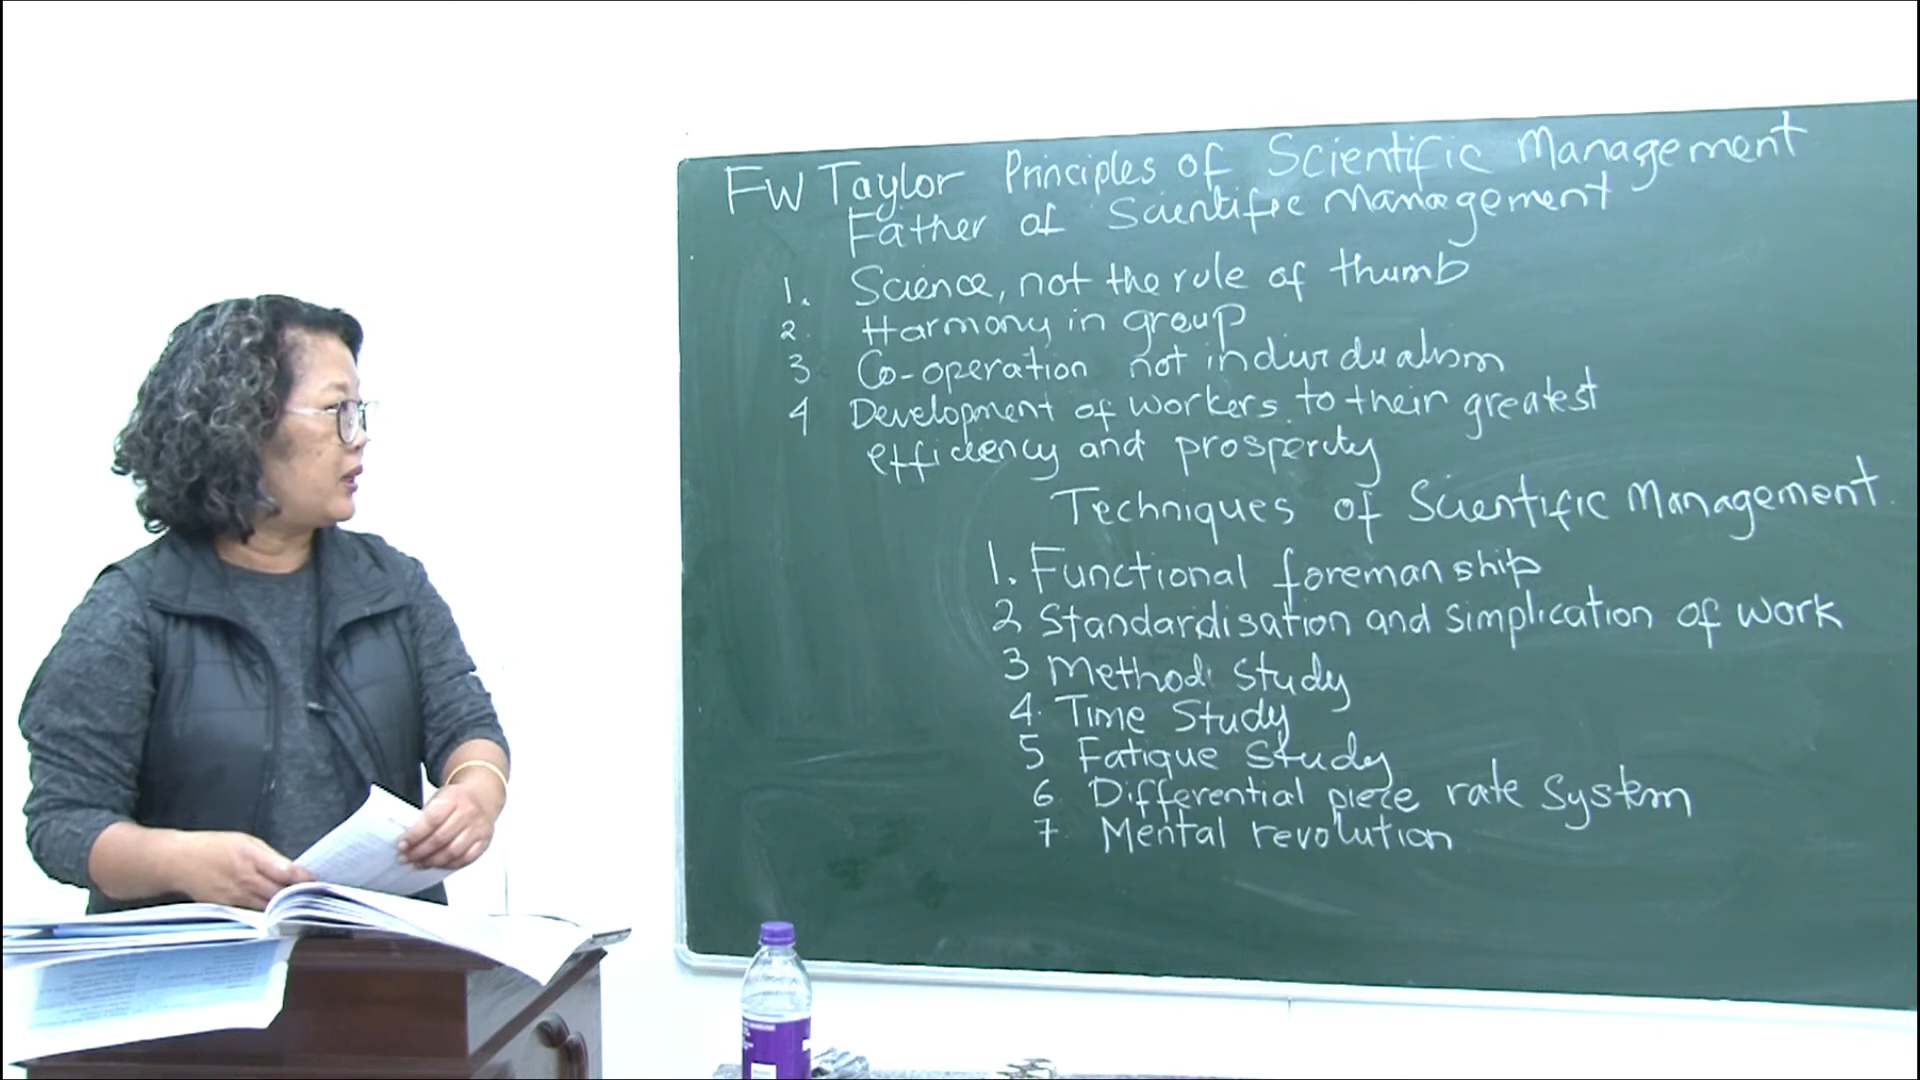 FW Taylor Principles of Scientific Management
Father of Scientific Management
1. Science, not the rule of thumb
2. Harmony in group
3 Co-operation not individualism
4 Development of workers to their greatest
efficiency and prosperity
Techniques of Scientific Management
1. Functional foremanship
2 Standardisation and simplication of work
3 Method study
4. Time Study
5 Fatique Study
6 Differential piece rate System
7. Mental revolution